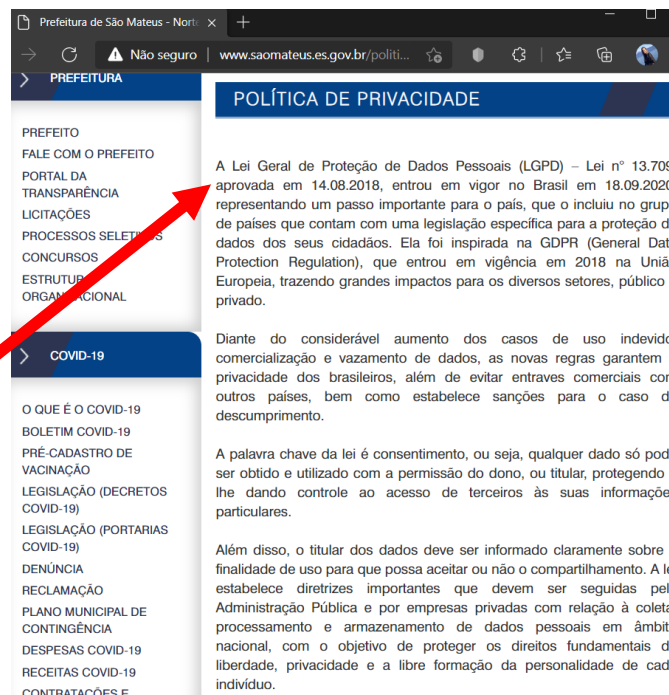 Prefeitura de São Mateus - Norte
Não seguro | www.saomateus.es.gov.br/politi...
PREFEITURA
PREFEITO
FALE COM O PREFEITO
PORTAL DA
TRANSPARÊNCIA
LICITAÇÕES
PROCESSOS SELETIVOS
CONCURSOS
ESTRUTURA
ORGANIZACIONAL
COVID-19
O QUE É O COVID-19
BOLETIM COVID-19
PRÉ-CADASTRO DE
VACINAÇÃO
LEGISLAÇÃO (DECRETOS
COVID-19)
LEGISLAÇÃO (PORTARIAS
COVID-19)
DENÚNCIA
RECLAMAÇÃO
PLANO MUNICIPAL DE
CONTINGÊNCIA
DESPESAS COVID-19
RECEITAS COVID-19
CONTRATAÇÕES E
POLÍTICA DE PRIVACIDADE
A Lei Geral de Proteção de Dados Pessoais (LGPD) – Lei n° 13.709
aprovada em 14.08.2018, entrou em vigor no Brasil em 18.09.2020
representando um passo importante para o país, que o incluiu no grup
de países que contam com uma legislação específica para a proteção d
dados dos seus cidadãos. Ela foi inspirada na GDPR (General Dat
Protection Regulation), que entrou em vigência em 2018 na Uniã
Europeia, trazendo grandes impactos para os diversos setores, público
privado.
Diante do considerável aumento dos casos de uso indevido
comercialização e vazamento de dados, as novas regras garantem
privacidade dos brasileiros, além de evitar entraves comerciais cor
outros países, bem como estabelece sanções para o caso d
descumprimento.
A palavra chave da lei é consentimento, ou seja, qualquer dado só pod
ser obtido e utilizado com a permissão do dono, ou titular, protegendo
lhe dando controle ao acesso de terceiros às suas informaçõe
particulares.
Além disso, o titular dos dados deve ser informado claramente sobre
finalidade de uso para que possa aceitar ou não o compartilhamento. A le
estabelece diretrizes importantes que devem ser seguidas pel
Administração Pública e por empresas privadas com relação à coleta
processamento e armazenamento de dados pessoais em âmbit
nacional, com o objetivo de proteger os direitos fundamentais d
liberdade, privacidade e a libre formação da personalidade de cad
indivíduo.